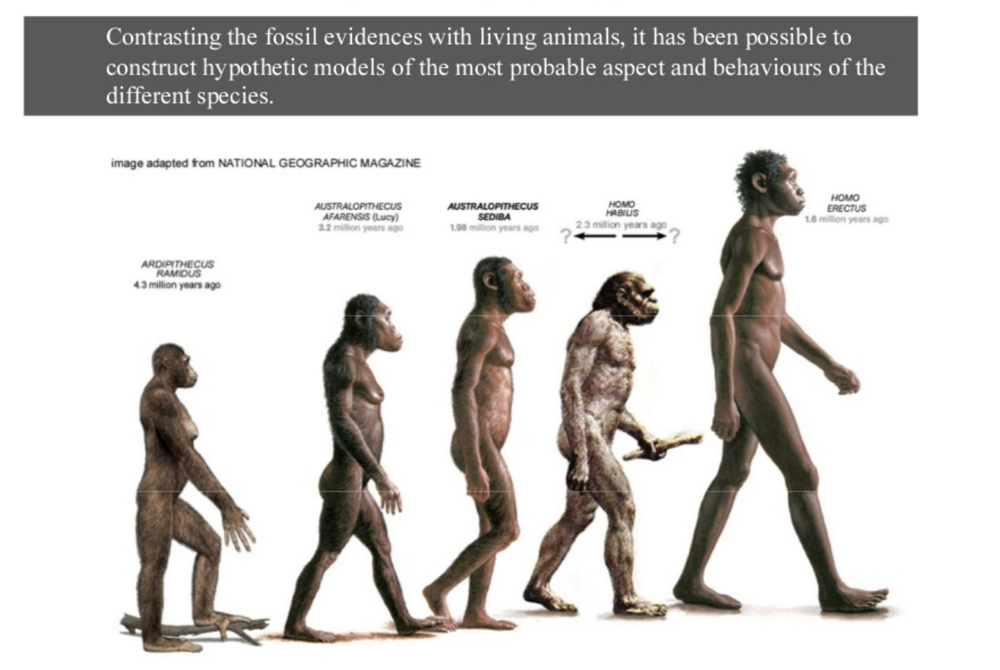 Contrasting the fossil evidences with living animals, it has been possible to
construct hypothetic models of the most probable aspect and behaviours of the
different species.
image adapted from NATIONAL GEOGRAPHIC MAGAZINE
ARDIPITHECUS
RAMIDUS
4.3 million years ago
AUSTRALOPITHECUS
AFARENSIS (Lucy)
3.2 million years ago
AUSTRALOPITHECUS
SEDIBA
1.98 million years ago
HOMO
HABILIS
2.3 million years ago
? ?
HOMO
ERECTUS
1.6 million years ago